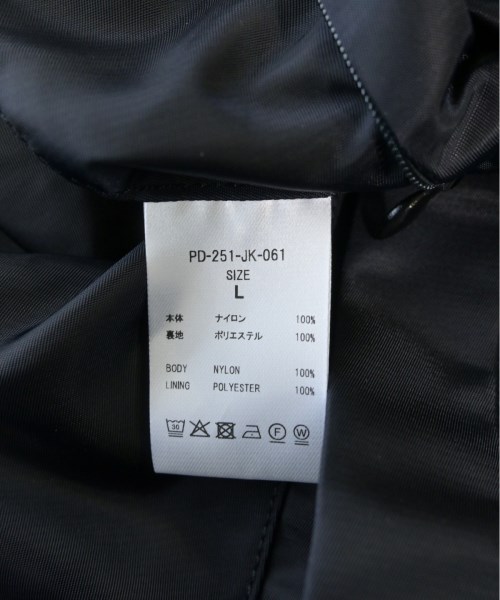 PD-251-JK-061
SIZE
L
本体 ナイロン 100%
裏地 ポリエステル 100%
BODY NYLON 100%
LINING POLYESTER 100%
30 F W